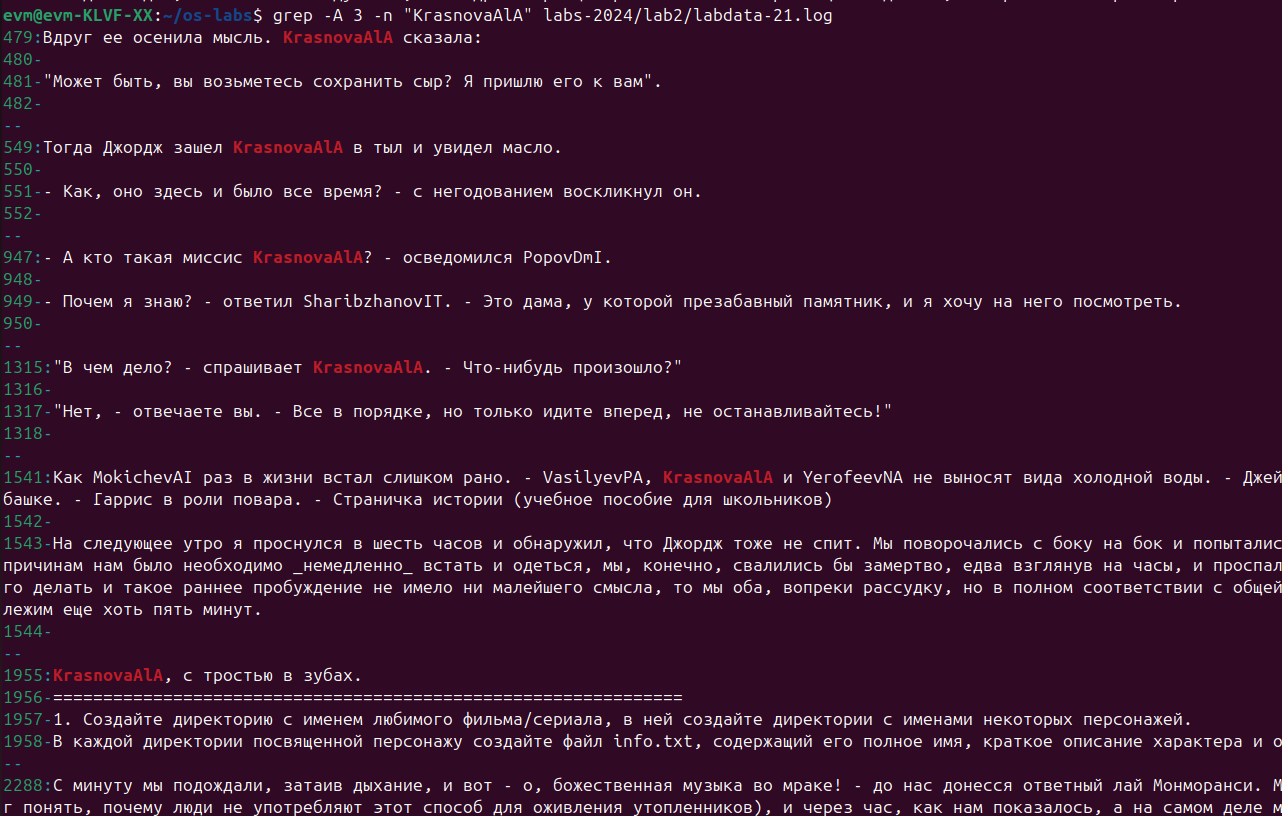 evm@evm-KLVF-XX:~/os-labs$ grep -A 3 -n "KrasnovaAlA" labs-2024/lab2/labdata-21.log
479:Вдруг ее осенила мысль. KrasnovaAlA сказала:
480-
481-"Может быть, вы возьметесь сохранить сыр? Я пришлю его к вам".
482-
--
549:Тогда Джордж зашел KrasnovaAlA в тыл и увидел масло.
550-
551-- Как, оно здесь и было все время? - с негодованием воскликнул он.
552-
--
947:- А кто такая миссис KrasnovaAlA? - осведомился PopovDmI.
948-
949-- Почем я знаю? - ответил SharibzhanovIT. - Это дама, у которой презабавный памятник, и я хочу на него посмотреть.
950-
--
1315:"В чем дело? - спрашивает KrasnovaAlA. - Что-нибудь произошло?"
1316-
1317-"Нет, - отвечаете вы. - Все в порядке, но только идите вперед, не останавливайтесь!"
1318-
--
1541:Как MokichevAI раз в жизни встал слишком рано. - VasilyevPA, KrasnovaAlA и YerofeevNA не выносят вида холодной воды. - Джей
башке. - Гаррис в роли повара. - Страничка истории (учебное пособие для школьников)
1542-
1543-На следующее утро я проснулся в шесть часов и обнаружил, что Джордж тоже не спит. Мы поворочались с боку на бок и попыталис
причинам нам было необходимо _немедленно_ встать и одеться, мы, конечно, свалились бы замертво, едва взглянув на часы, и проспал
го делать и такое раннее пробуждение не имело ни малейшего смысла, то мы оба, вопреки рассудку, но в полном соответствии с общей
лежим еще хоть пять минут.
1544-
--
1955:KrasnovaAlA, с тростью в зубах.
1956-===============================================================
1957-1. Создайте директорию с именем любимого фильма/сериала, в ней создайте директории с именами некоторых персонажей.
1958-В каждой директории посвященной персонажу создайте файл info.txt, содержащий его полное имя, краткое описание характера и о
--
2288:С минуту мы подождали, затаив дыхание, и вот - о, божественная музыка во мраке! - до нас донесся ответный лай Монморанси. М
г понять, почему люди не употребляют этот способ для оживления утопленников), и через час, как нам показалось, а на самом деле м